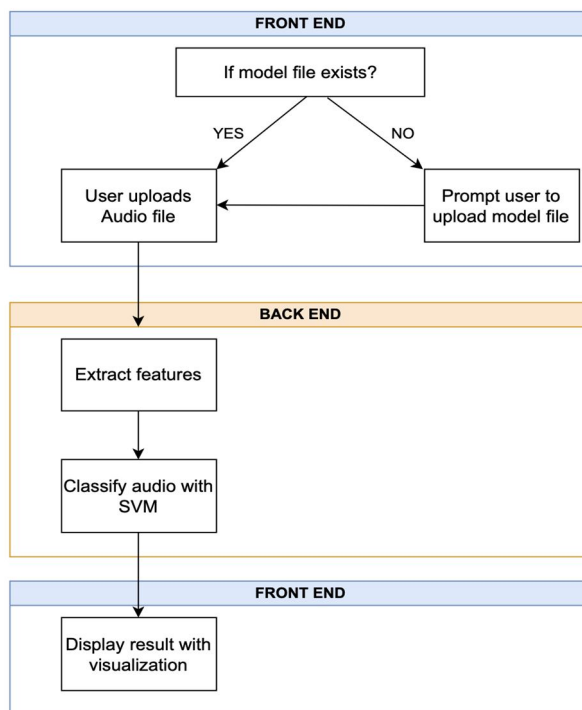 FRONT END
If model file exists?
YES
NO
User uploads
Audio file
Prompt user to
upload model file
BACK END
Extract features
Classify audio with
SVM
FRONT END
Display result with
visualization